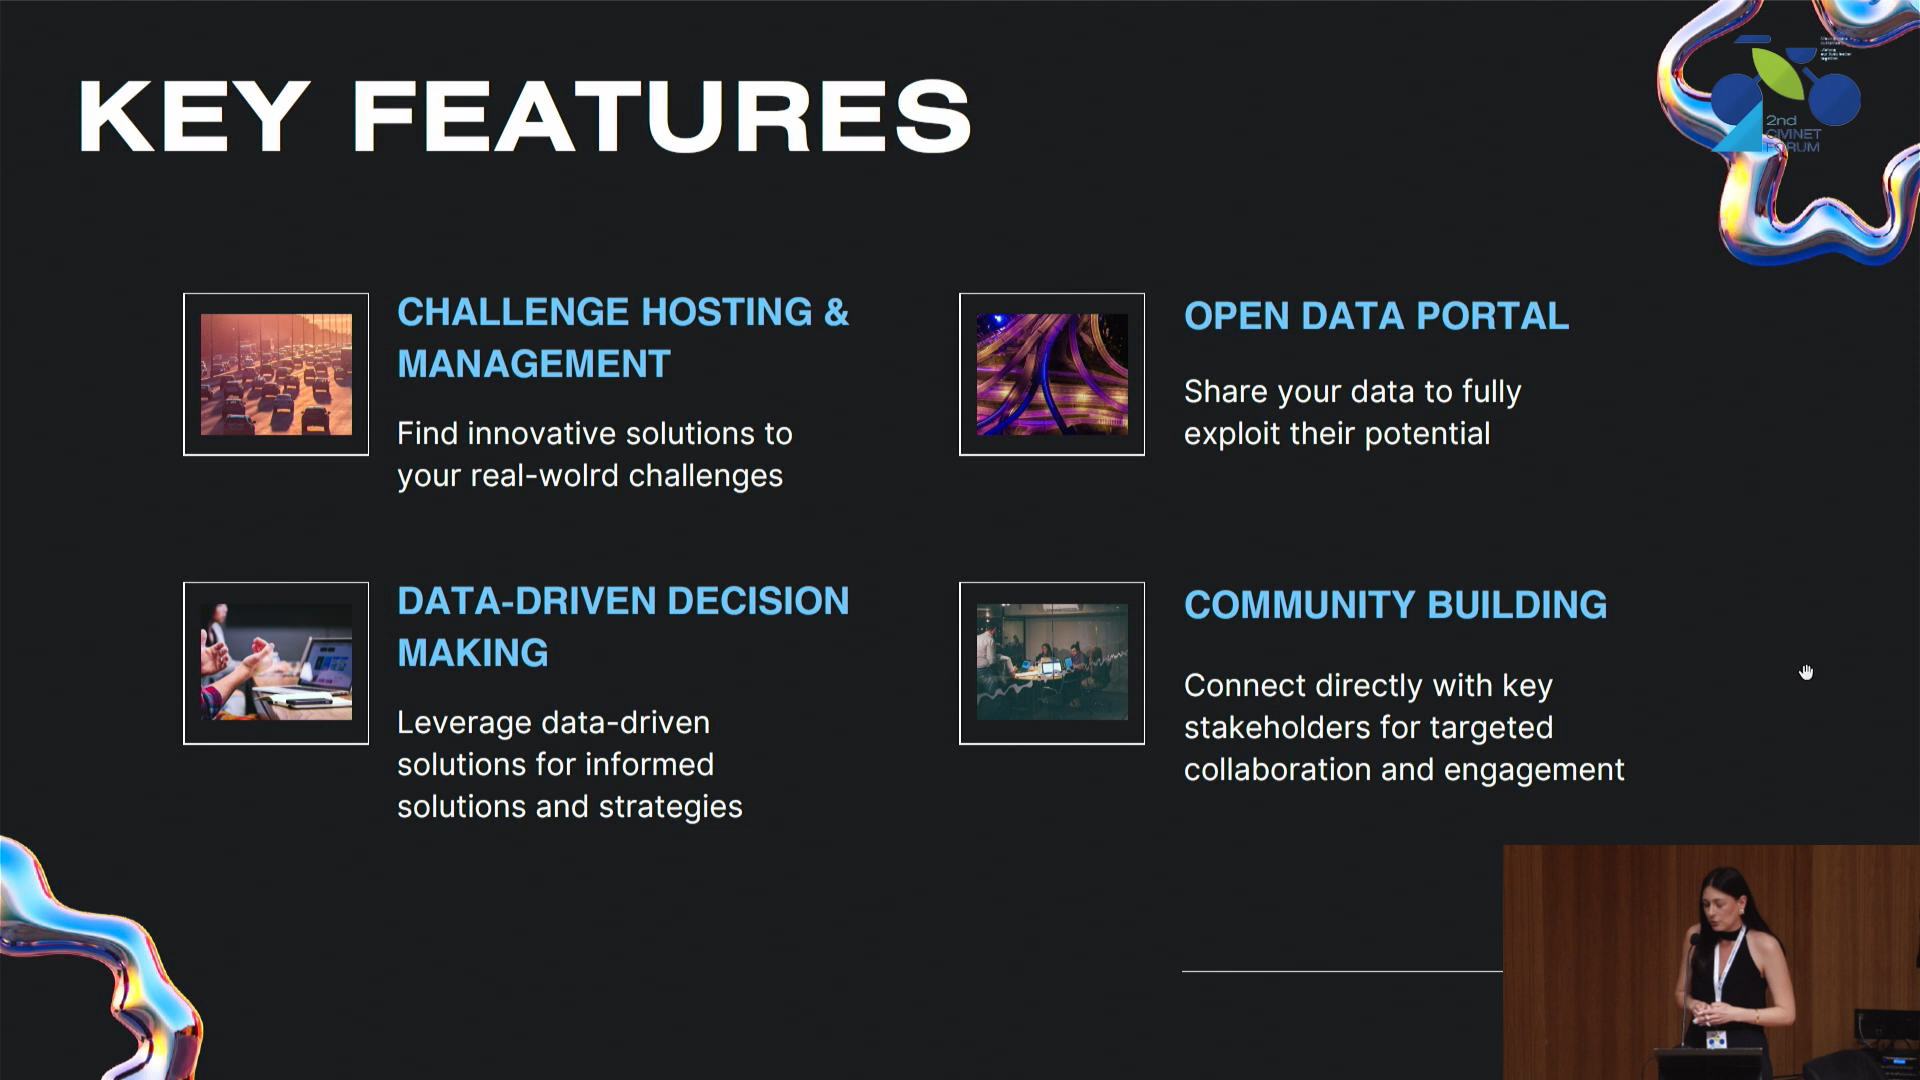 KEY FEATURES
2nd
CIVINET
FORUM
CHALLENGE HOSTING &
MANAGEMENT
Find innovative solutions to
your real-wolrd challenges
OPEN DATA PORTAL
Share your data to fully
exploit their potential
DATA-DRIVEN DECISION
MAKING
Leverage data-driven
solutions for informed
solutions and strategies
COMMUNITY BUILDING
Connect directly with key
stakeholders for targeted
collaboration and engagement